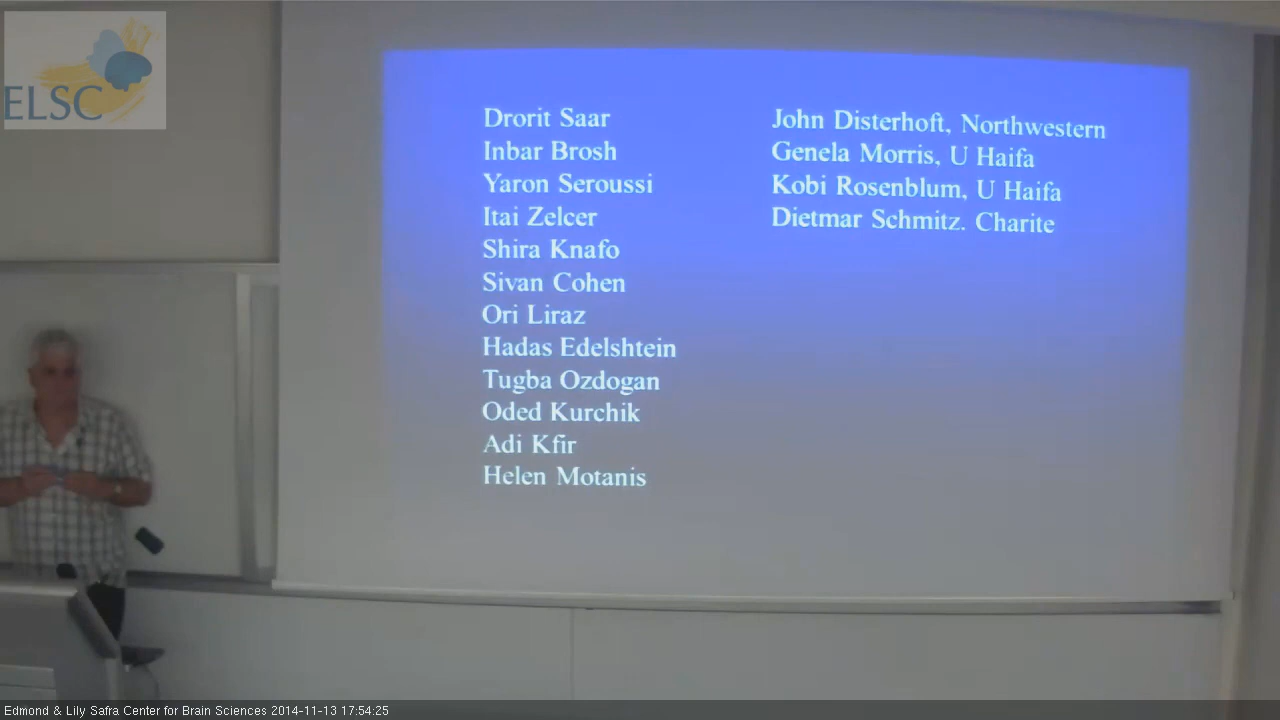 ELSC
Drorit Saar
Inbar Brosh
Yaron Seroussi
Itai Zelcer
Shira Knafo
Sivan Cohen
Ori Liraz
Hadas Edelshtein
Tugba Ozdogan
Oded Kurchik
Adi Kfir
Helen Motanis
John Disterhoft, Northwestern
Genela Morris, U Haifa
Kobi Rosenblum, U Haifa
Dietmar Schmitz. Charite
Edmond & Lily Safra Center for Brain Sciences 2014-11-13 17:54:25